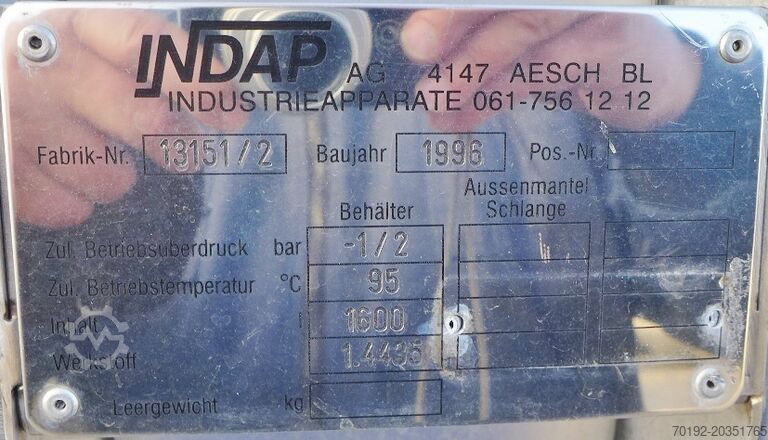 INDAP AG 4147 AESCH BL
INDUSTRIEAPPARATE 061-756 12 12
Fabrik-Nr. 13151/2 Baujahr 1996 Pos.-Nr
Aussenmantel
Behälter Schlange
Zul. Betriebsüberdruck bar -1/2
Zul. Betriebstemperatur °C 95
Inhalt l 1600
Werkstoff 1.4435
Leergewicht kg
70192-20351765